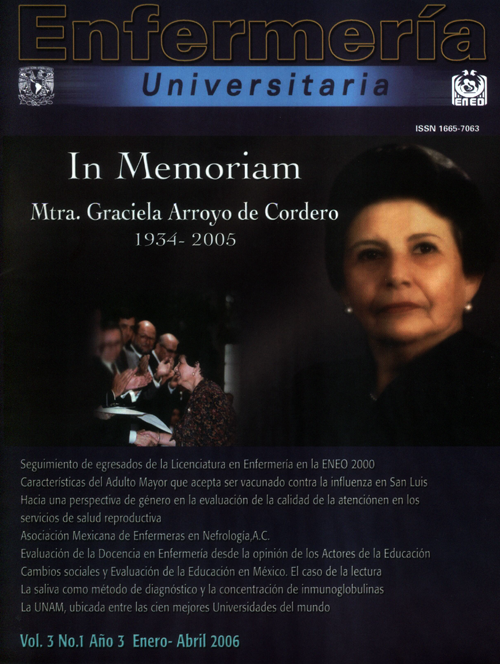 Enfermería
Universitaria
ENEO
ISSN 1665-7063
In Memoriam
Mtra. Graciela Arroyo de Cordero
1934- 2005
Seguimiento de egresados de la Licenciatura en Enfermería en la ENEO 2000
Características del Adulto Mayor que acepta ser vacunado contra la influenza en San Luis
Hacia una perspectiva de género en la evaluación de la calidad de la atenciónen en los
servicios de salud reproductiva
Asociación Mexicana de Enfermeras en Nefrología,A.C.
Evaluación de la Docencia en Enfermería desde la opinión de los Actores de la Educación
Cambios sociales y Evaluación de la Educación en México. El caso de la lectura
La saliva como método de diagnóstico y la concentración de inmunoglobulinas
La UNAM, ubicada entre las cien mejores Universidades del mundo
Vol. 3 No.1 Año 3 Enero- Abril 2006